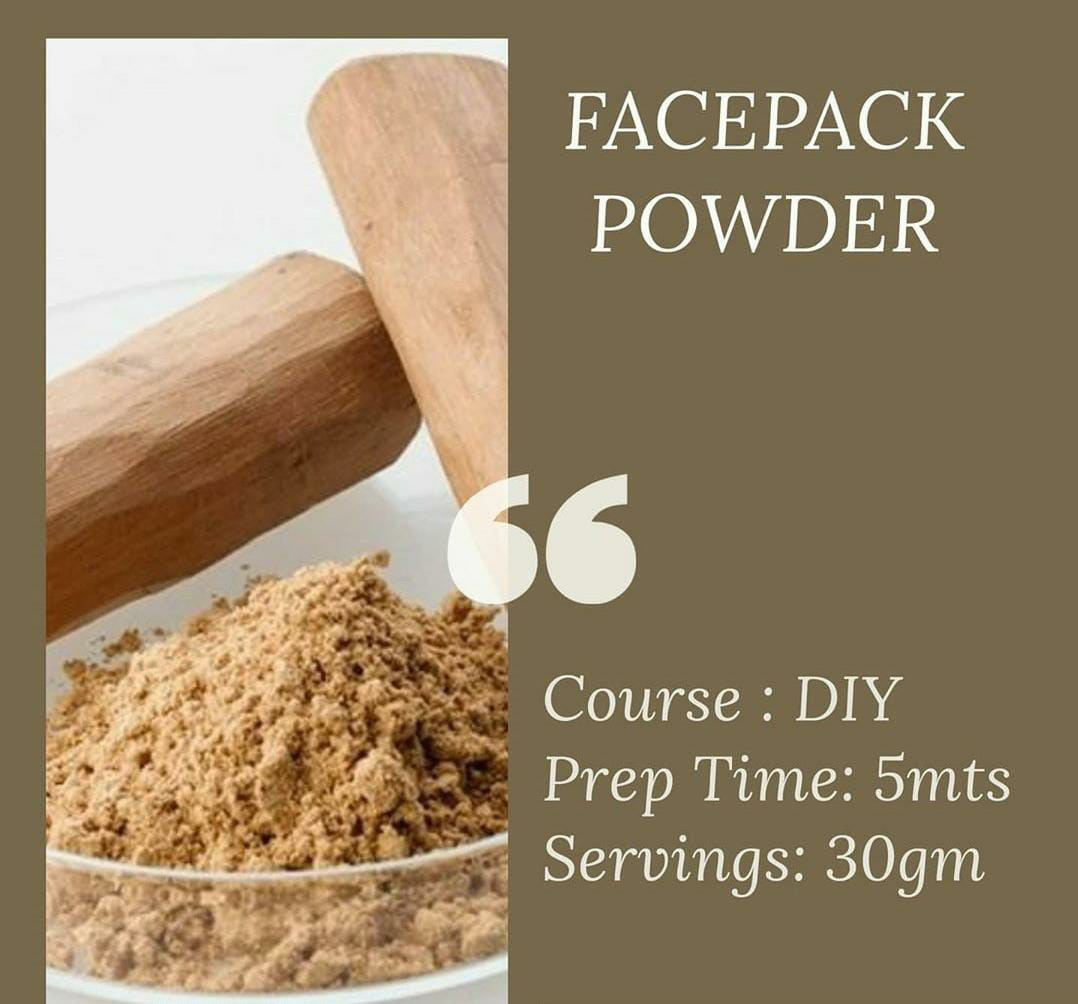 FACEPACK
POWDER
“
Course : DIY
Prep Time: 5mts
Servings: 30gm